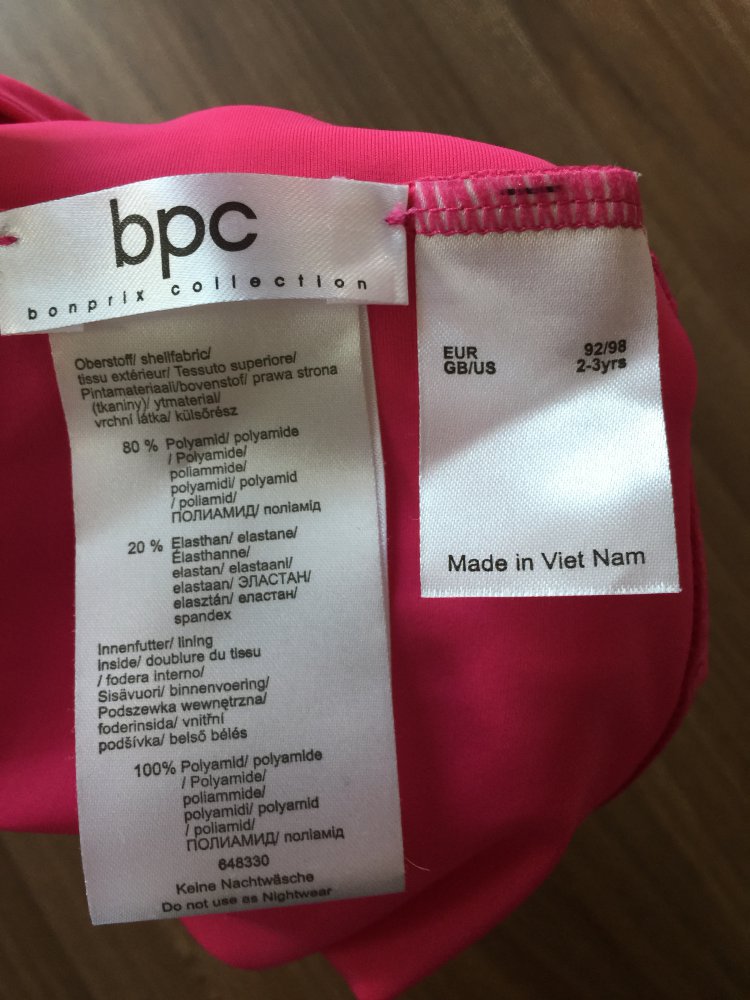 bpc
bonprix collection
Oberstoff/ shellfabric/
tissu extérieur/ Tessuto superiore/
Pintamateriaali/bovenstof/ prawa strona
(tkaniny)/ ytmaterial/
vrchní látka/ külsőrész
80 % Polyamid/ polyamide
/ Polyamide/
poliammide/
polyamidi/ polyamid
/ poliamid/
ПОЛИАМИД/ поліамід
20 % Elasthan/ elastane/
Élasthanne/
elastan/ elastaani/
elastaan/ ЭЛАСТАН/
elasztán/ еластан/
spandex
Innenfutter/ lining
inside/ doublure du tissu
/ fodera interno/
Sisävuori/ binnenvoering/
Podszewka wewnętrzna/
foderinsida/ vnitřní
podšívka/ belső bélés
100% Polyamid/ polyamide
/ Polyamide/
poliammide/
polyamidi/ polyamid
/ poliamid/
ПОЛИАМИД/ поліамід
648330
Keine Nachtwäsche
Do not use as Nightwear
EUR 92/98
GB/US 2-3yrs
Made in Viet Nam